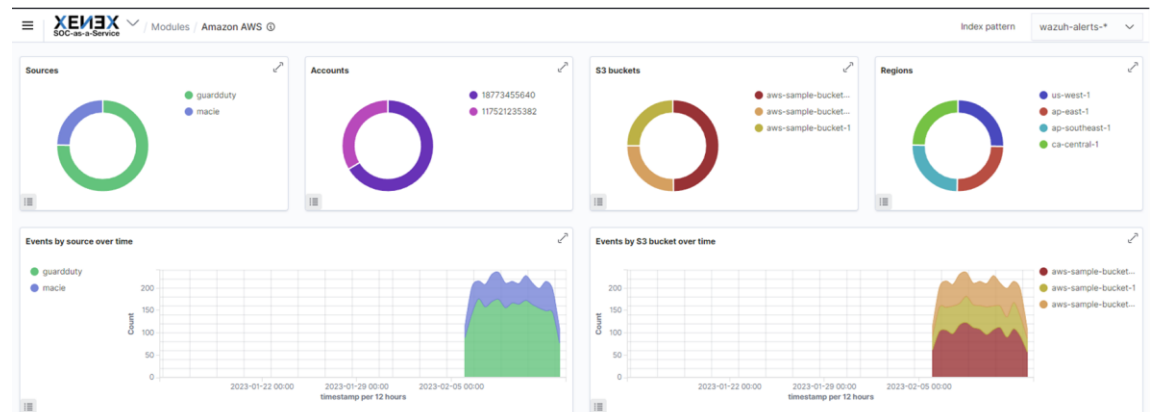 XENEX
SOC-as-a-Service
/ Modules / Amazon AWS
Index pattern
wazuh-alerts-*
Sources
guardduty
macie
Accounts
18773455640
117521235382
S3 buckets
aws-sample-bucket...
aws-sample-bucket...
aws-sample-bucket-1
Regions
us-west-1
ap-east-1
ap-southeast-1
ca-central-1
Events by source over time
guardduty
macie
Count
200
150
100
50
0
2023-01-22 00:00
2023-01-29 00:00
2023-02-05 00:00
timestamp per 12 hours
Events by S3 bucket over time
Count
200
150
100
50
0
2023-01-22 00:00
2023-01-29 00:00
2023-02-05 00:00
timestamp per 12 hours
aws-sample-bucket...
aws-sample-bucket-1
aws-sample-bucket...